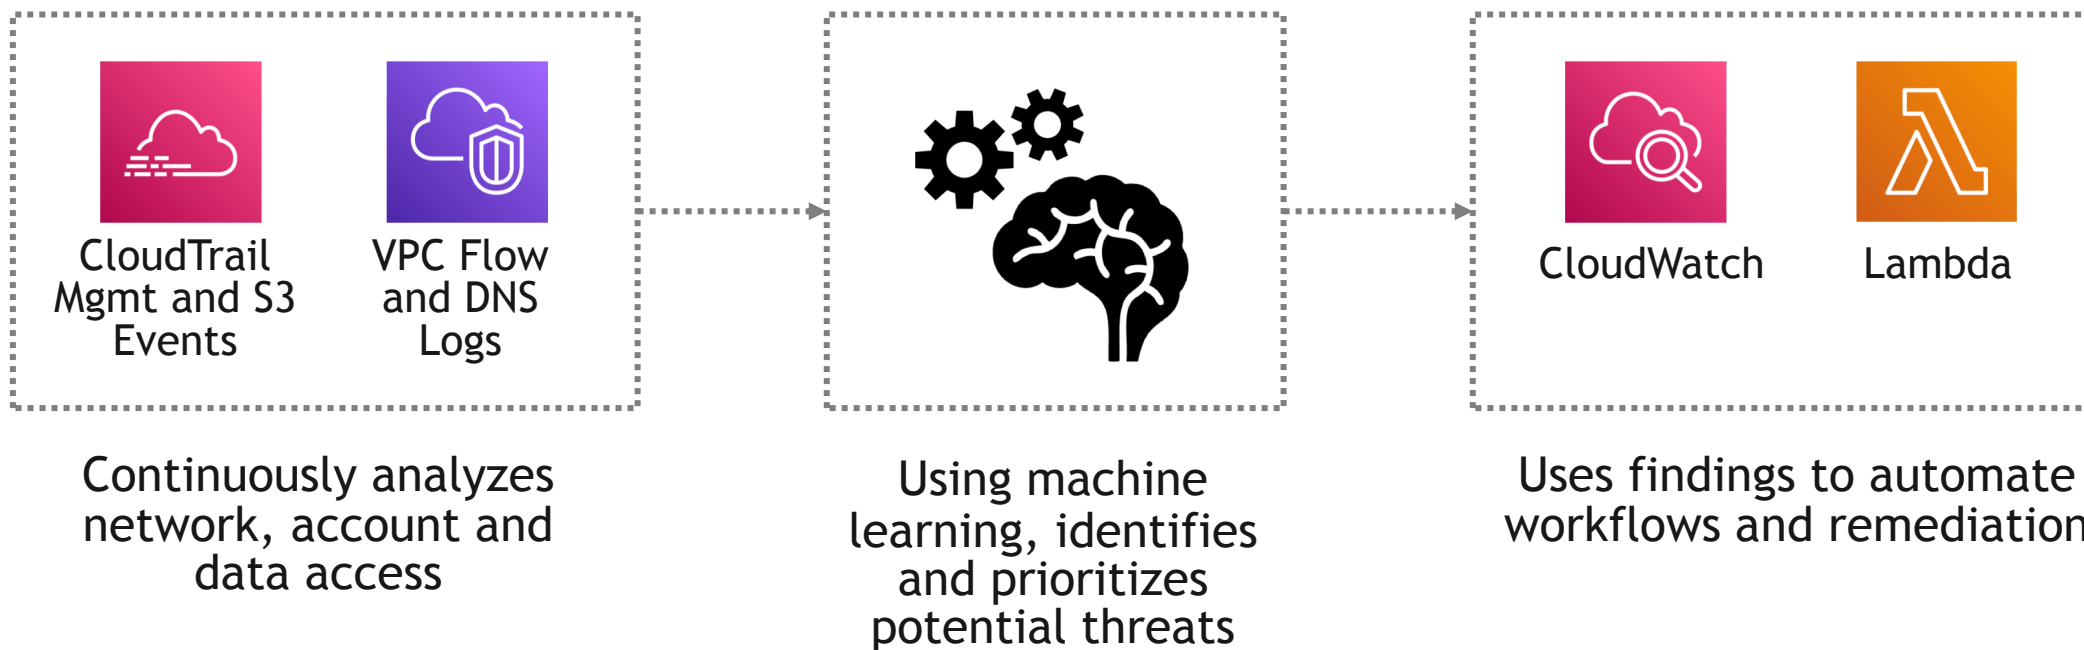 CloudTrail
Mgmt and S3
Events
VPC Flow
and DNS
Logs
CloudWatch
Lambda
Continuously analyzes
network, account and
data access
Using machine
learning, identifies
and prioritizes
potential threats
Uses findings to automate
workflows and remediation